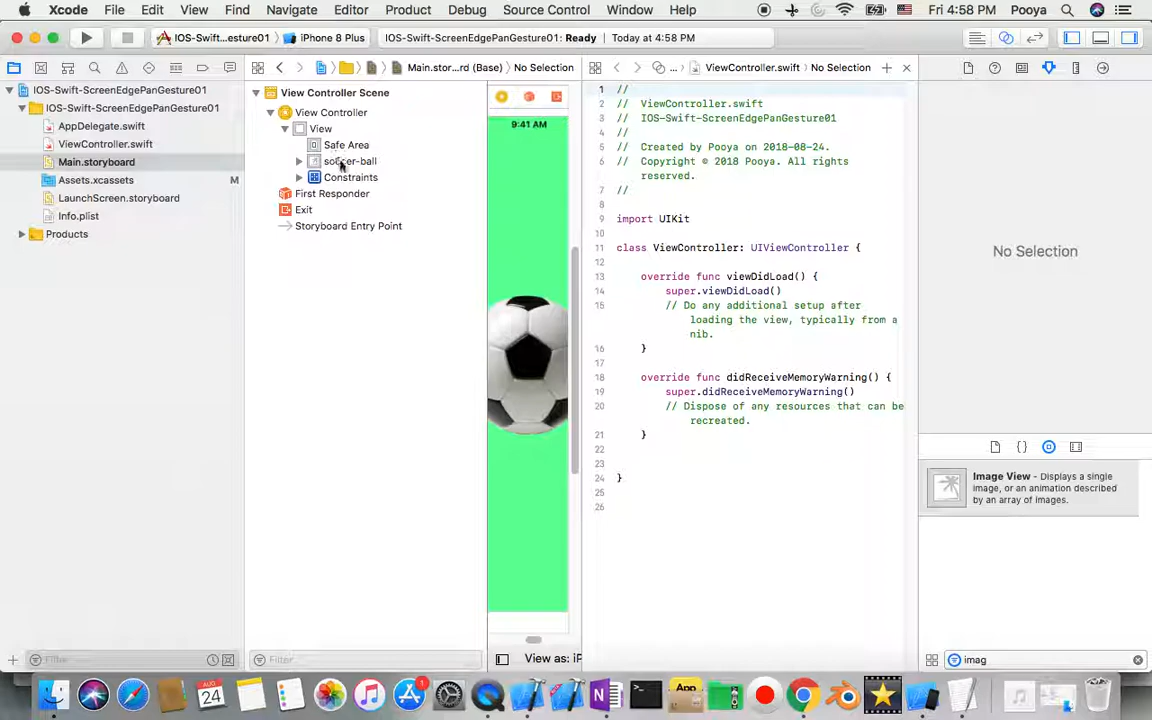 Xcode File Edit View Find Navigate Editor Product Debug Source Control Window Help Fri 4:58 PM Pooya
IOS-Swift...esture01 iPhone 8 Plus IOS-Swift-ScreenEdgePanGesture01: Ready Today at 4:58 PM
... Main.stor...rd (Base) No Selection
... ViewController.swift No Selection
IOS-Swift-ScreenEdgePanGesture01
IOS-Swift-ScreenEdgePanGesture01
AppDelegate.swift
ViewController.swift
Main.storyboard
Assets.xcassets M
LaunchScreen.storyboard
Info.plist
Products
Filter
View Controller Scene
View Controller
View
Safe Area
soccer-ball
Constraints
First Responder
Exit
Storyboard Entry Point
Filter
9:41 AM
View as: iP
1 //
2 // ViewController.swift
3 // IOS-Swift-ScreenEdgePanGesture01
4 //
5 // Created by Pooya on 2018-08-24.
6 // Copyright © 2018 Pooya. All rights
reserved.
7 //
8
9 import UIKit
10
11 class ViewController: UIViewController {
12
13 override func viewDidLoad() {
14 super.viewDidLoad()
15 // Do any additional setup after
loading the view, typically from a
nib.
16 }
17
18 override func didReceiveMemoryWarning() {
19 super.didReceiveMemoryWarning()
20 // Dispose of any resources that can be
recreated.
21 }
22
23
24 }
25
26
No Selection
{ }
Image View - Displays a single
image, or an animation described
by an array of images.
imag
AUG
24
1
App